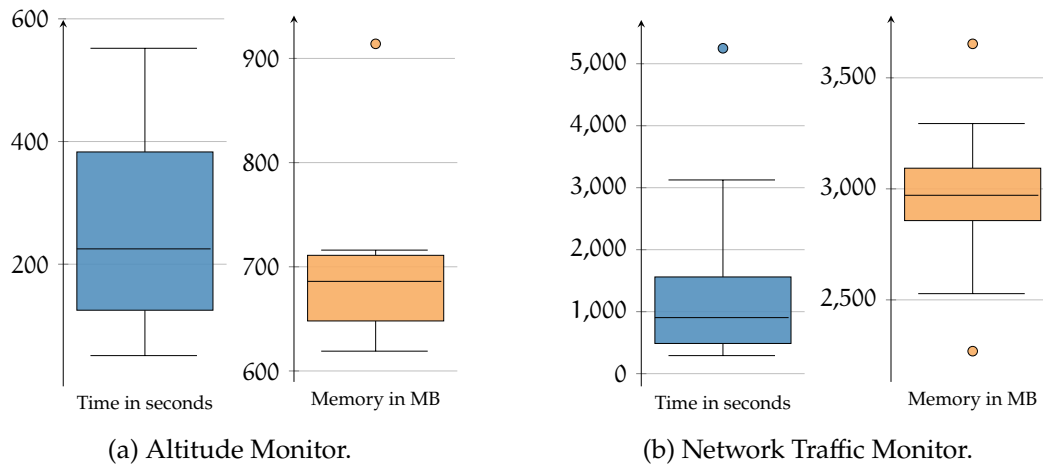 600
400
200
Time in seconds
900
800
700
600
Memory in MB
(a) Altitude Monitor.
5,000
4,000
3,000
2,000
1,000
0
Time in seconds
3,500
3,000
2,500
Memory in MB
(b) Network Traffic Monitor.